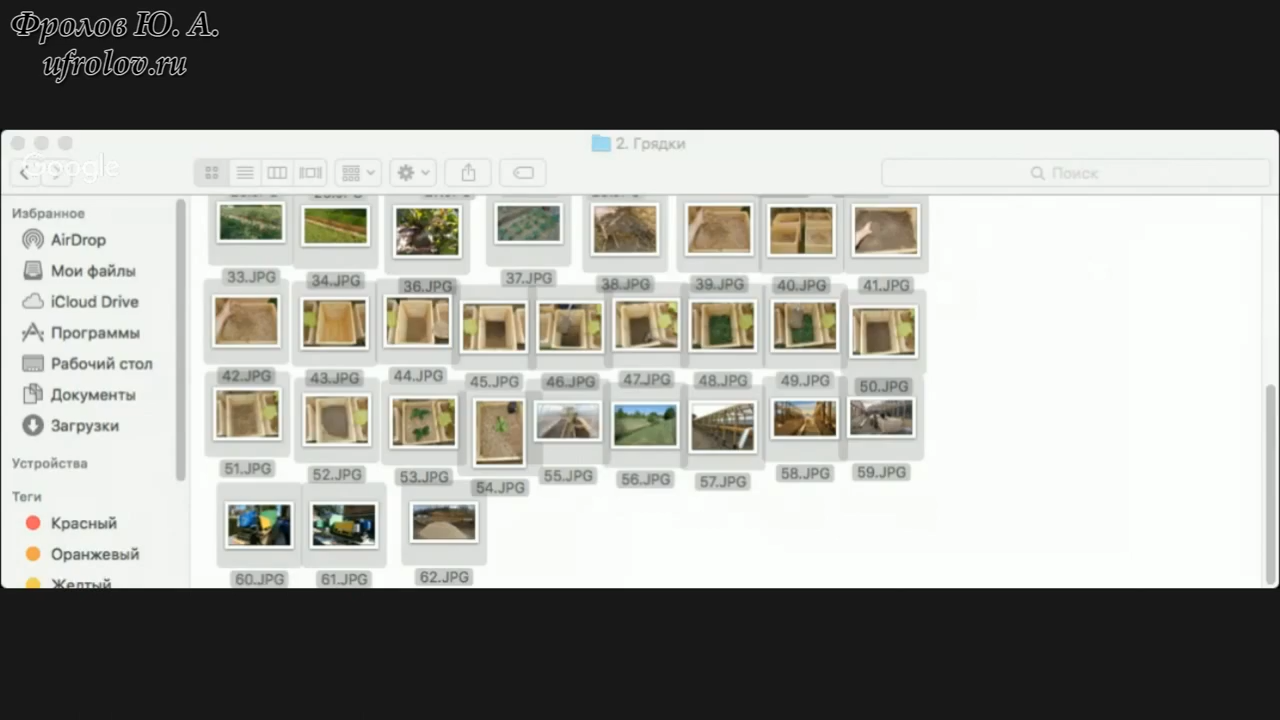 Фролов Ю. А.
ufrolov.ru
2. Грядки
Google
Поиск
Избранное
AirDrop
Мои файлы
iCloud Drive
Программы
Рабочий стол
Документы
Загрузки
Устройства
Теги
Красный
Оранжевый
Желтый
33.JPG 34.JPG 36.JPG 37.JPG 38.JPG 39.JPG 40.JPG 41.JPG
42.JPG 43.JPG 44.JPG 45.JPG 46.JPG 47.JPG 48.JPG 49.JPG 50.JPG
51.JPG 52.JPG 53.JPG 54.JPG 55.JPG 56.JPG 57.JPG 58.JPG 59.JPG
60.JPG 61.JPG 62.JPG